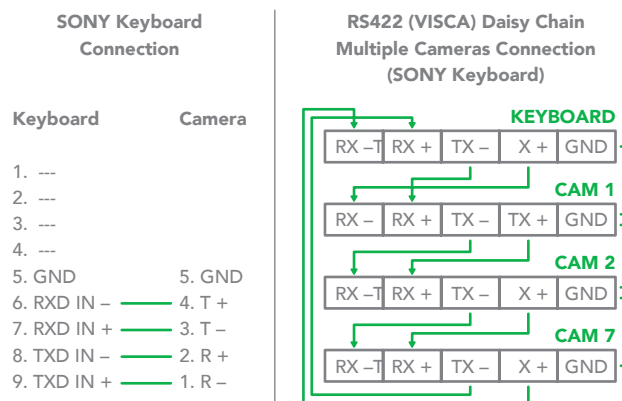 SONY Keyboard
Connection
Keyboard Camera
1. ---
2. ---
3. ---
4. ---
5. GND 5. GND
6. RXD IN – 4. T +
7. RXD IN + 3. T –
8. TXD IN – 2. R +
9. TXD IN + 1. R –
RS422 (VISCA) Daisy Chain
Multiple Cameras Connection
(SONY Keyboard)
KEYBOARD
RX –T RX + TX – X + GND
CAM 1
RX – RX + TX – TX + GND
CAM 2
RX –T RX + TX – X + GND
CAM 7
RX –T RX + TX – X + GND